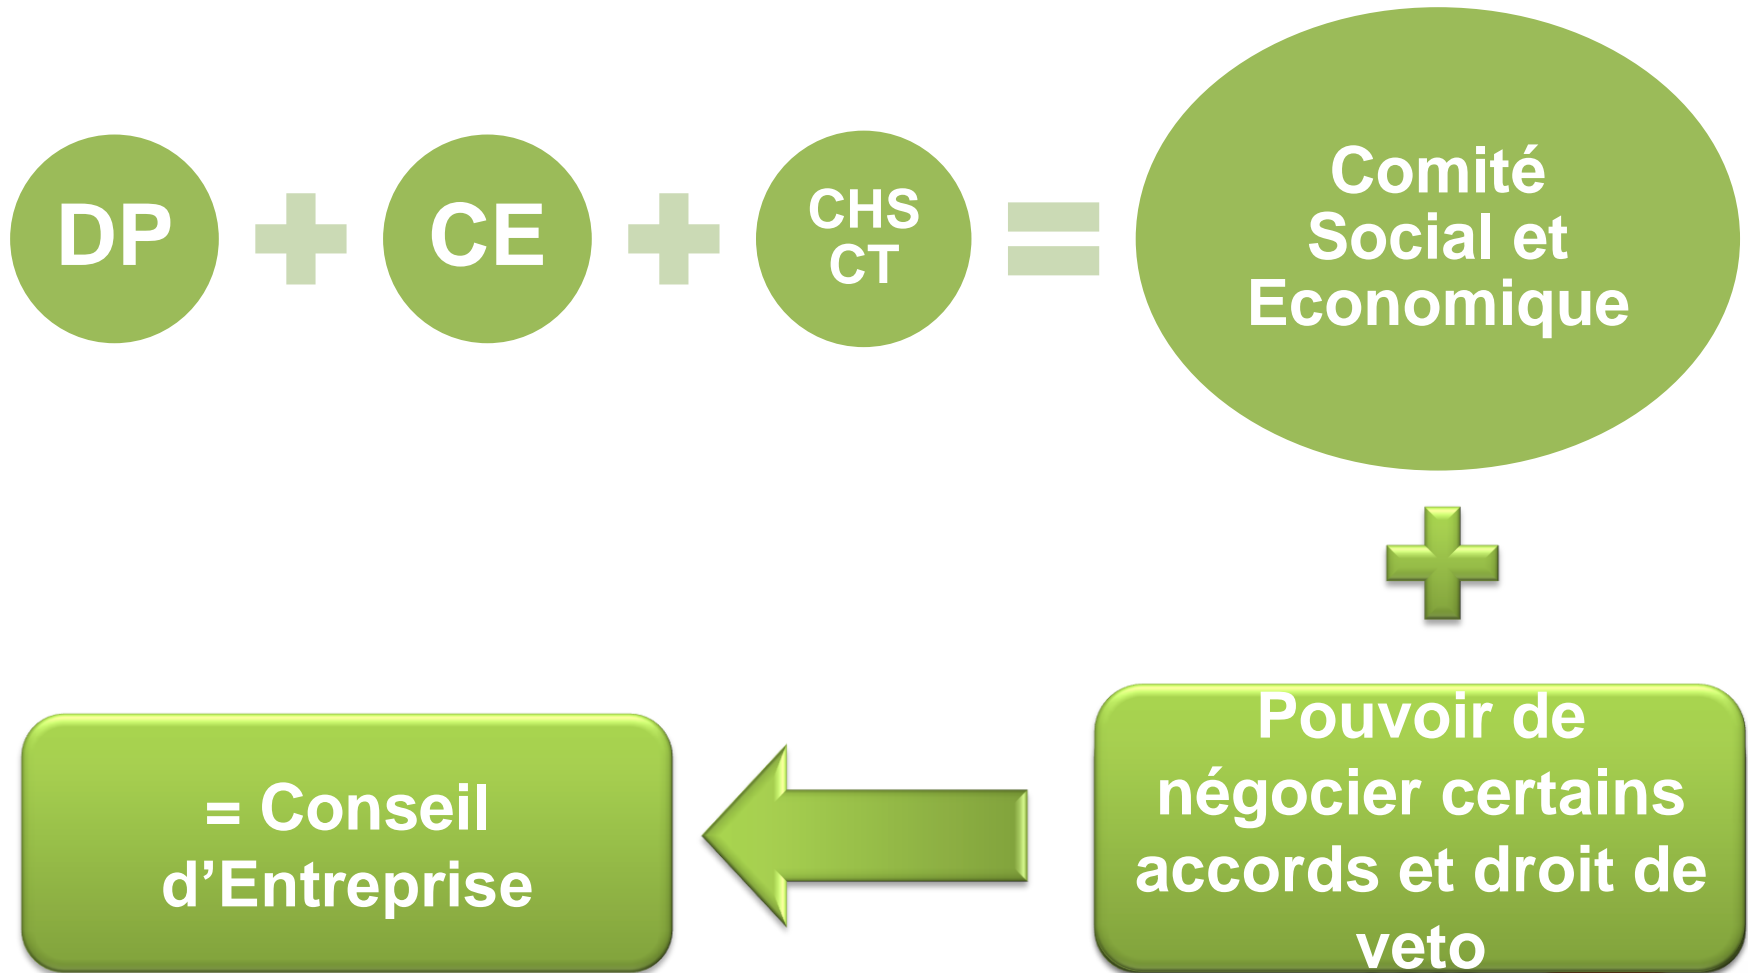 DP
CE
CHS
CT
Comité
Social et
Economique
Pouvoir de
négocier certains
accords et droit de
veto
= Conseil
d’Entreprise